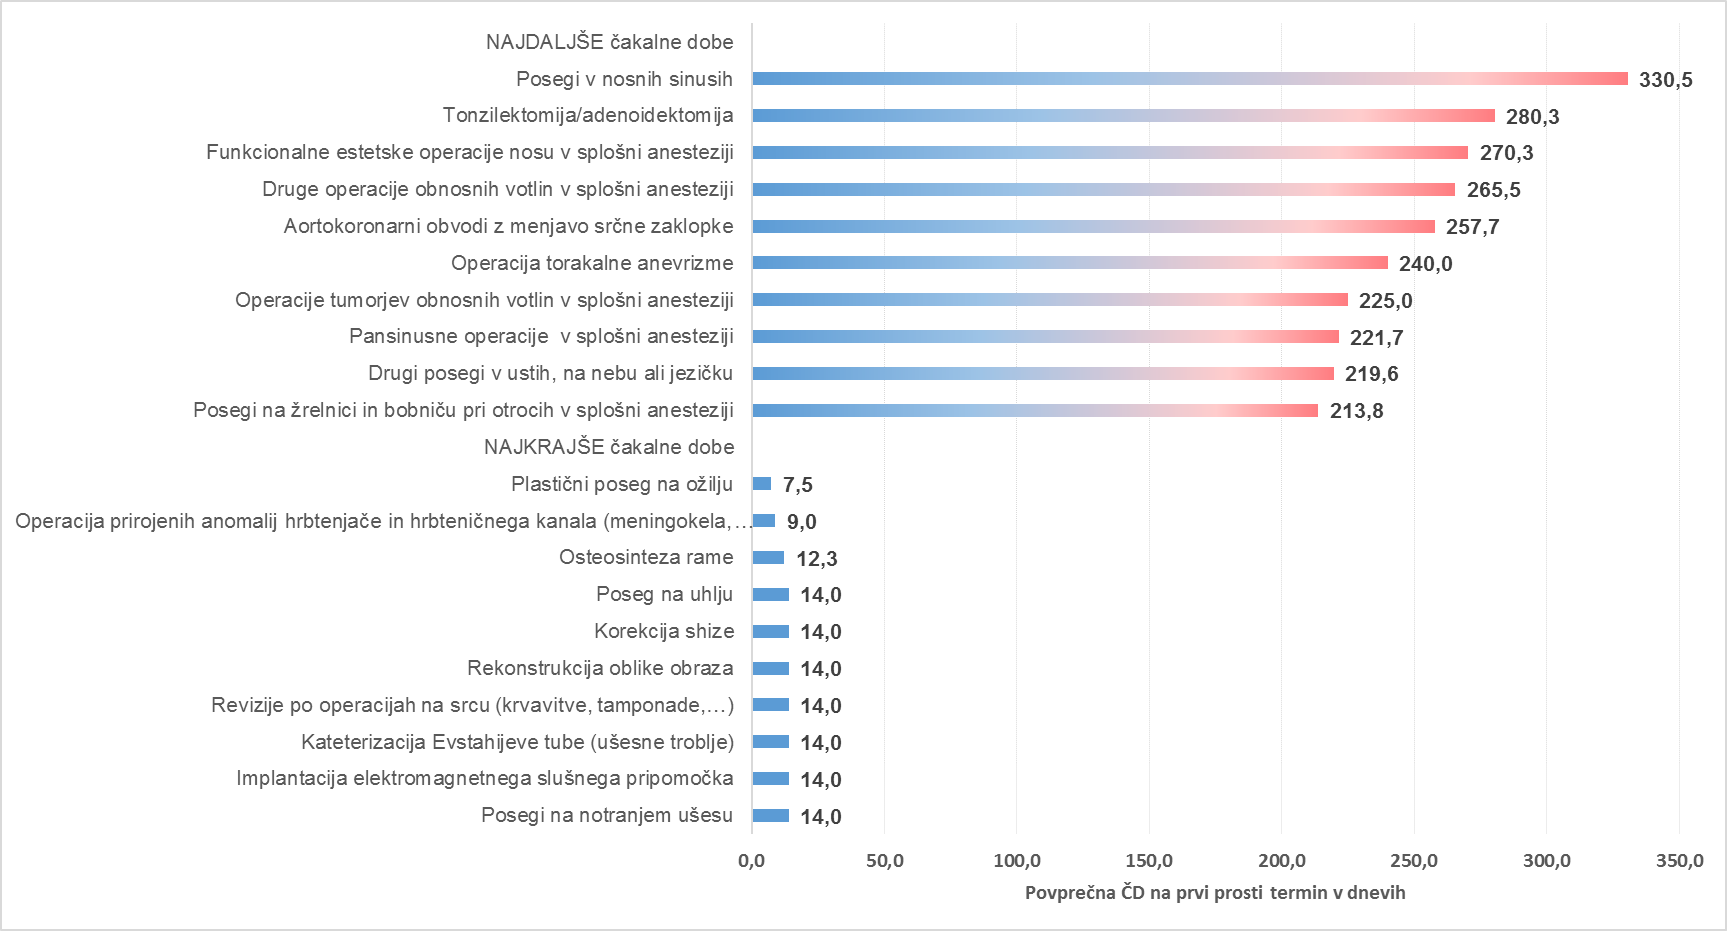 NAJDALJŠE čakalne dobe
Posegi v nosnih sinusih 330,5
Tonzilektomija/adenoidektomija 280,3
Funkcionalne estetske operacije nosu v splošni anesteziji 270,3
Druge operacije obnosnih votlin v splošni anesteziji 265,5
Aortokoronarni obvodi z menjavo srčne zaklopke 257,7
Operacija torakalne anevrizme 240,0
Operacije tumorjev obnosnih votlin v splošni anesteziji 225,0
Pansinusne operacije  v splošni anesteziji 221,7
Drugi posegi v ustih, na nebu ali jezičku 219,6
Posegi na žrelnici in bobniču pri otrocih v splošni anesteziji 213,8
NAJKRAJŠE čakalne dobe
Plastični poseg na ožilju 7,5
Operacija prirojenih anomalij hrbtenjače in hrbteničnega kanala (meningokela,… 9,0
Osteosinteza rame 12,3
Poseg na uhlju 14,0
Korekcija shize 14,0
Rekonstrukcija oblike obraza 14,0
Revizije po operacijah na srcu (krvavitve, tamponade,…) 14,0
Kateterizacija Evstahijeve tube (ušesne troblje) 14,0
Implantacija elektromagnetnega slušnega pripomočka 14,0
Posegi na notranjem ušesu 14,0
0,0 50,0 100,0 150,0 200,0 250,0 300,0 350,0
Povprečna ČD na prvi prosti termin v dnevih